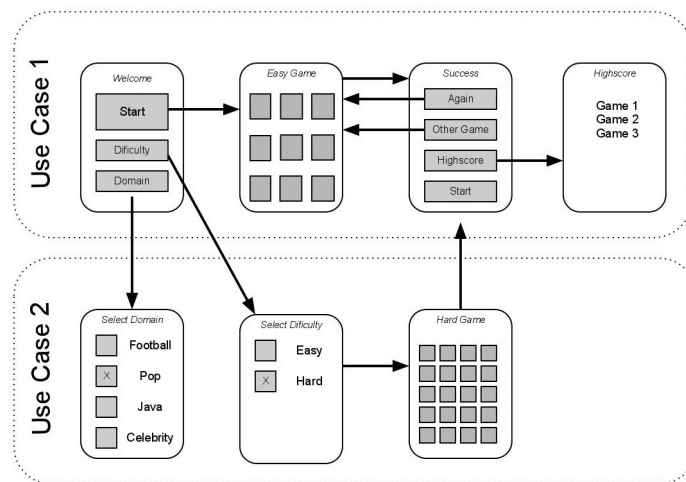 Use Case 1
Welcome
Start
Dificulty
Domain
Easy Game
Success
Again
Other Game
Highscore
Start
Highscore
Game 1
Game 2
Game 3
Use Case 2
Select Domain
Football
X Pop
Java
Celebrity
Select Dificulty
Easy
X Hard
Hard Game